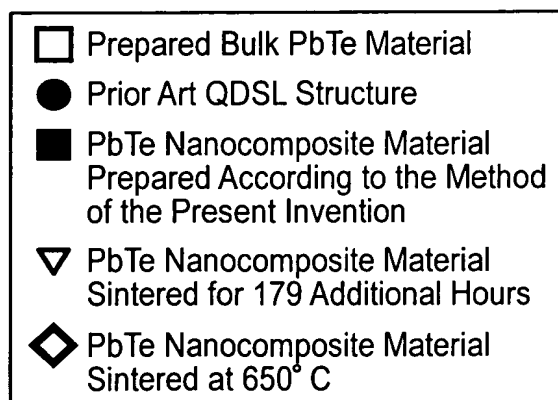 Prepared Bulk PbTe Material
Prior Art QDSL Structure
PbTe Nanocomposite Material
Prepared According to the Method
of the Present Invention
PbTe Nanocomposite Material
Sintered for 179 Additional Hours
PbTe Nanocomposite Material
Sintered at 650° C